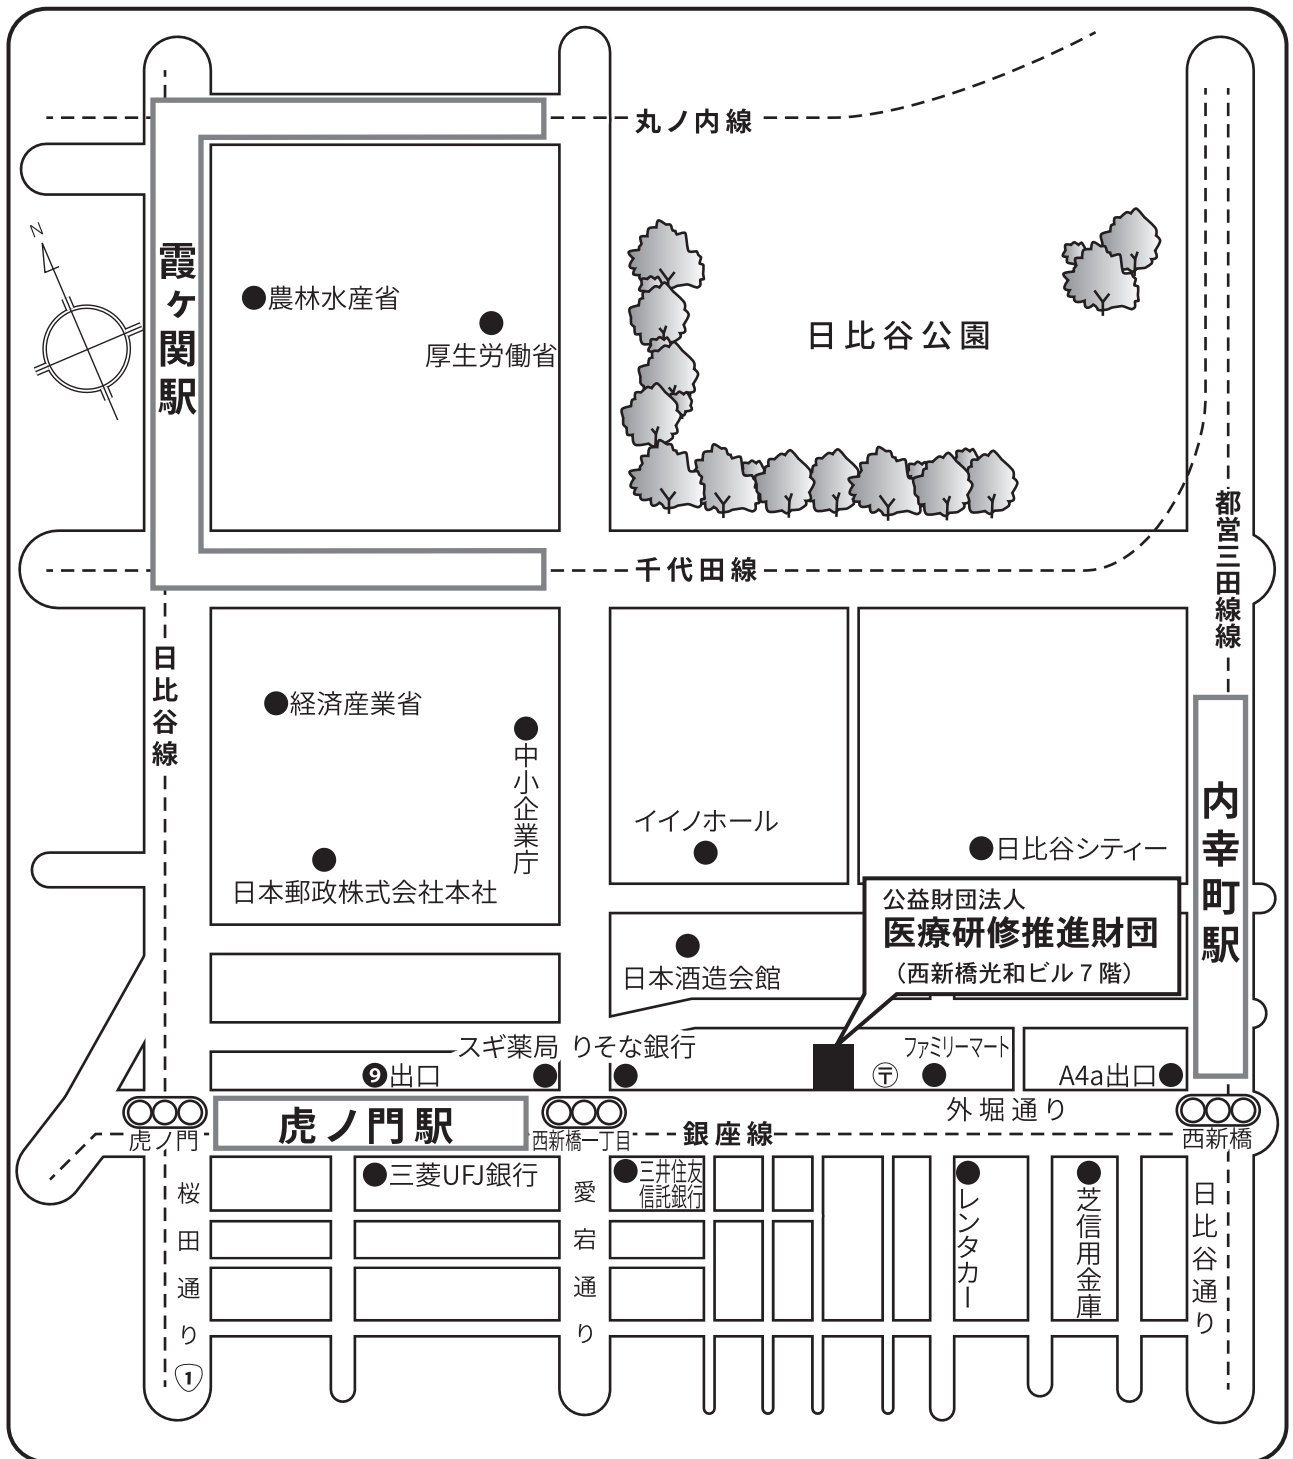 丸ノ内線
N
霞ヶ関駅
農林水産省
厚生労働省
日比谷公園
都営三田線線
千代田線
日比谷線
経済産業省
中小企業庁
イイノホール
日比谷シティー
内幸町駅
日本郵政株式会社本社
公益財団法人
医療研修推進財団
（西新橋光和ビル７階）
日本酒造会館
スギ薬局
りそな銀行
ファミリーマート
9出口
〒
A4a出口
外堀通り
虎ノ門
虎ノ門駅
西新橋一丁目
銀座線
西新橋
三菱UFJ銀行
三井住友
信託銀行
桜田通り
愛宕通り
レンタカー
芝信用金庫
日比谷通り
1